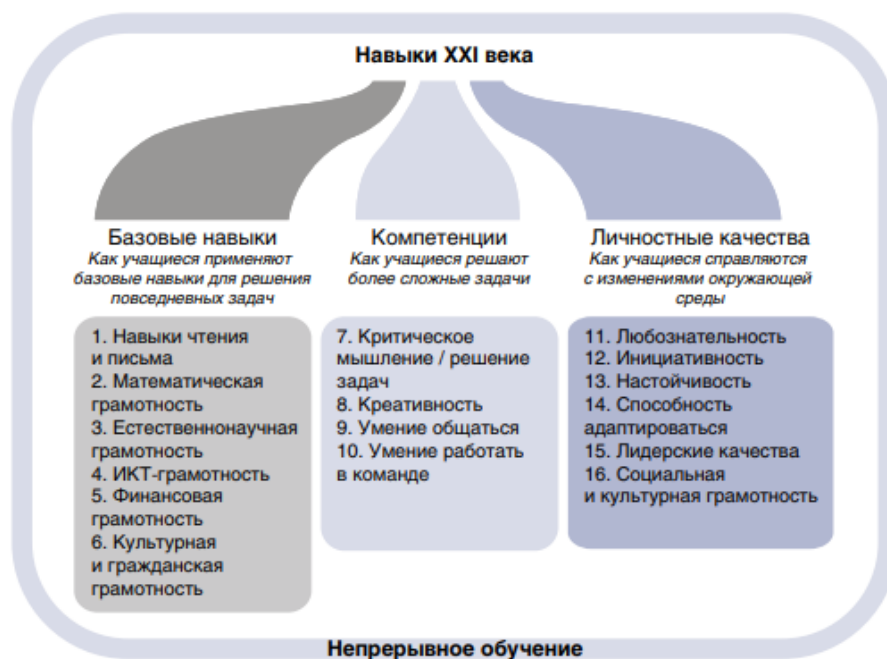 Навыки XXI века
Базовые навыки
Как учащиеся применяют
базовые навыки для решения
повседневных задач
1. Навыки чтения
и письма
2. Математическая
грамотность
3. Естественнонаучная
грамотность
4. ИКТ-грамотность
5. Финансовая
грамотность
6. Культурная
и гражданская
грамотность
Компетенции
Как учащиеся решают
более сложные задачи
7. Критическое
мышление / решение
задач
8. Креативность
9. Умение общаться
10. Умение работать
в команде
Личностные качества
Как учащиеся справляются
с изменениями окружающей
среды
11. Любознательность
12. Инициативность
13. Настойчивость
14. Способность
адаптироваться
15. Лидерские качества
16. Социальная
и культурная грамотность
Непрерывное обучение